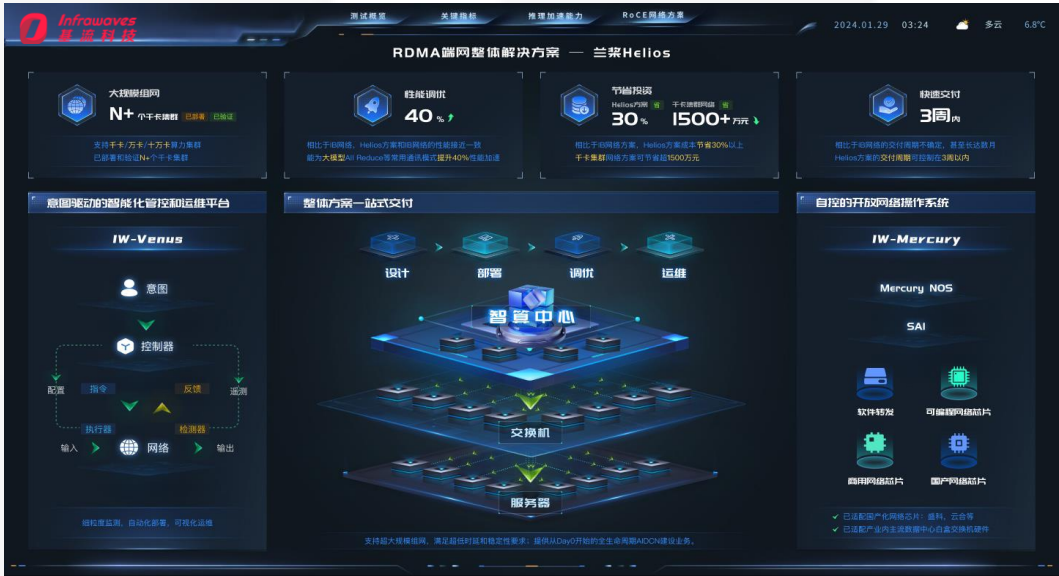 Infrawaves
基流科技
测试概览 关键指标 推理加速能力 RoCE网络方案
2024.01.29 03:24 多云 6.8℃
RDMA端网整体解决方案 — 兰桨Helios
大规模组网
N+ 个千卡集群 已部署 已验证
支持千卡/万卡/十万卡算力集群
已部署和验证N+个千卡集群
性能调优
40 %
相比于IB网络，Helios方案和IB网络的性能接近一致
能为大模型All Reduce等常用通讯模式提升40%性能加速
节省投资
Helios方案 省 千卡集群网络 省
30 % 1500+ 万元
相比于IB网络方案，Helios方案成本节省30%以上
千卡集群网络方案可节省超1500万元
快速交付
3周内
相比于IB网络的交付周期不确定，甚至长达数月
Helios方案的交付周期可控制在3周以内
意图驱动的智能化管控和运维平台
IW-Venus
意图
控制器
配置 指令 反馈 遥测
执行器 检测器
输入 网络 输出
细粒度监测，自动化部署，可视化运维
整体方案一站式交付
设计 部署 调优 运维
智算中心
交换机
服务器
支持超大规模组网，满足超低时延和稳定性要求；提供从Day0开始的全生命周期AIDCN建设业务。
自控的开放网络操作系统
IW-Mercury
Mercury NOS
SAI
软件转发 可编程网络芯片
商用网络芯片 国产网络芯片
已适配国产化网络芯片：盛科、云合等
已适配产业内主流数据中心白盒交换机硬件